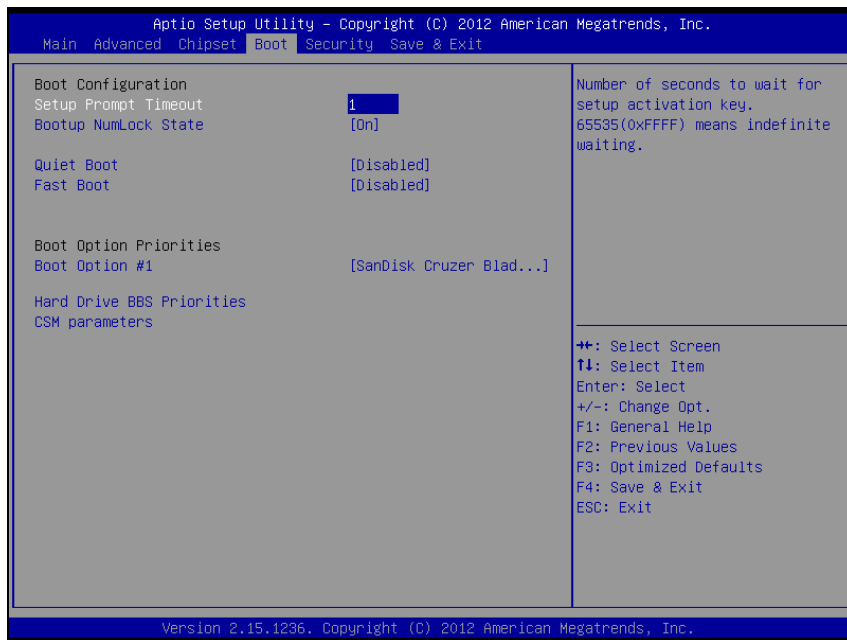 Aptio Setup Utility - Copyright (C) 2012 American Megatrends, Inc.
Main Advanced Chipset Boot Security Save & Exit
Boot Configuration
Setup Prompt Timeout 1
Bootup NumLock State [On]
Quiet Boot [Disabled]
Fast Boot [Disabled]
Boot Option Priorities
Boot Option #1 [SanDisk Cruzer Blad...]
Hard Drive BBS Priorities
CSM parameters
Number of seconds to wait for
setup activation key.
65535(0xFFFF) means indefinite
waiting.
→←: Select Screen
↑↓: Select Item
Enter: Select
+/-: Change Opt.
F1: General Help
F2: Previous Values
F3: Optimized Defaults
F4: Save & Exit
ESC: Exit
Version 2.15.1236. Copyright (C) 2012 American Megatrends, Inc.